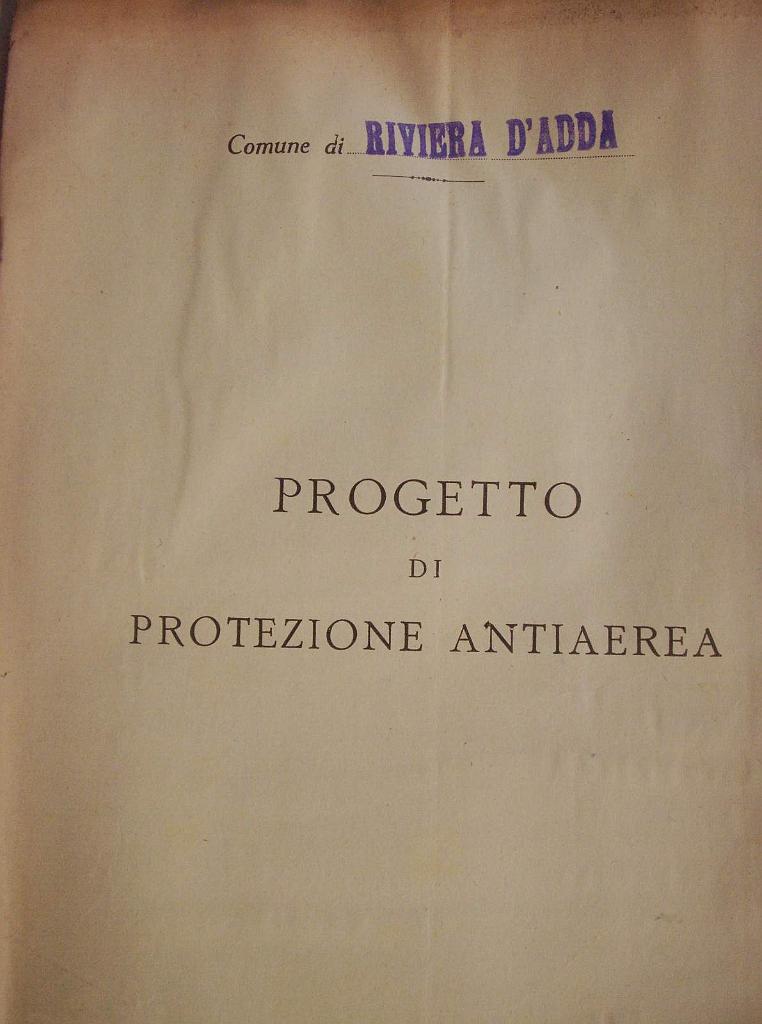 Comune di RIVIERA D'ADDA
PROGETTO
DI
PROTEZIONE ANTIAEREA